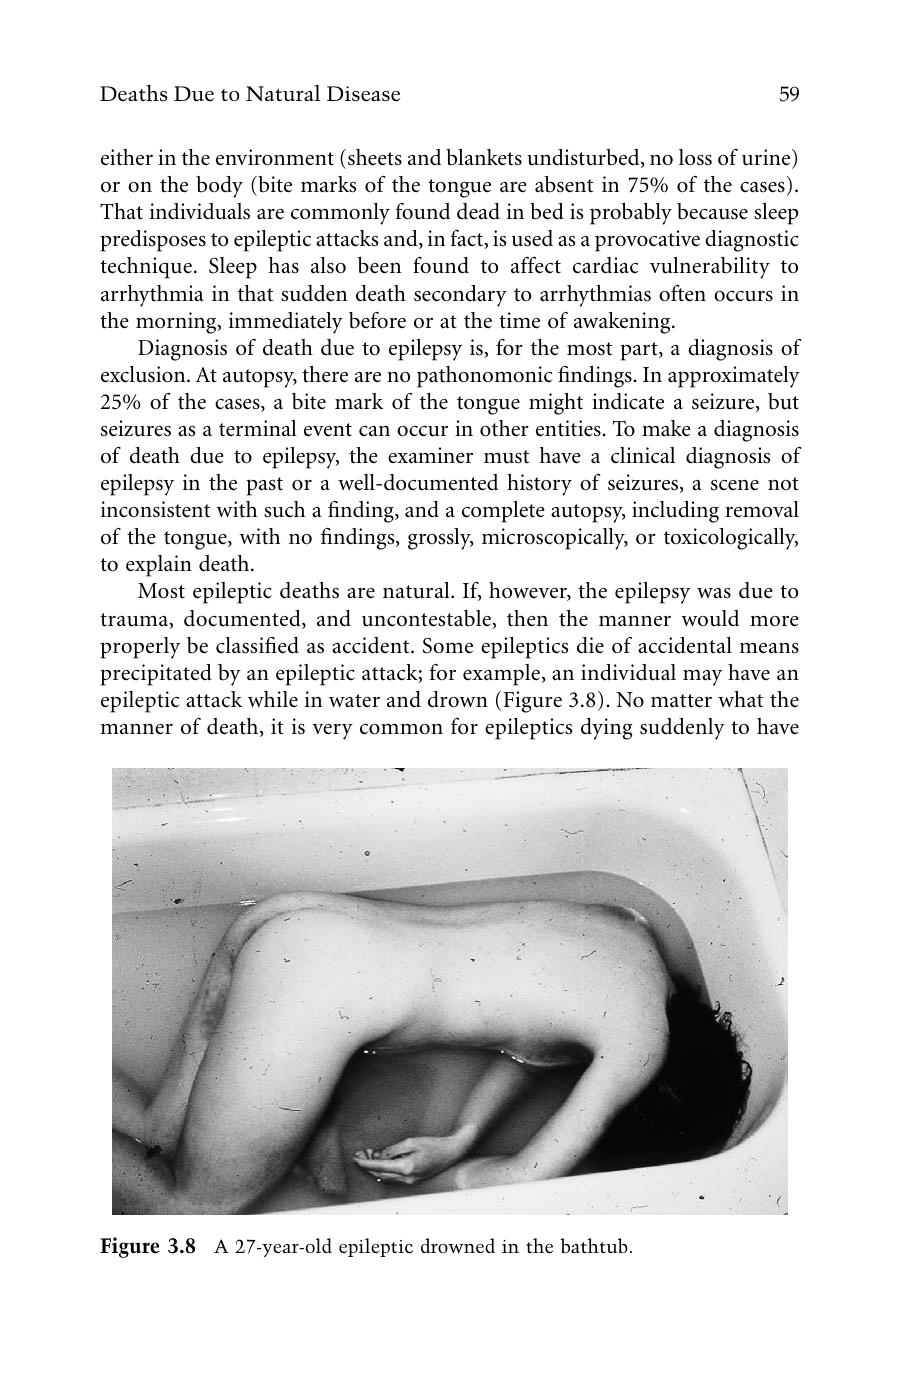 Deaths Due to Natural Disease 59
either in the environment (sheets and blankets undisturbed, no loss of urine)
or on the body (bite marks of the tongue are absent in 75% of the cases).
That individuals are commonly found dead in bed is probably because sleep
predisposes to epileptic attacks and, in fact, is used as a provocative diagnostic
technique. Sleep has also been found to affect cardiac vulnerability to
arrhythmia in that sudden death secondary to arrhythmias often occurs in
the morning, immediately before or at the time of awakening.
Diagnosis of death due to epilepsy is, for the most part, a diagnosis of
exclusion. At autopsy, there are no pathonomonic findings. In approximately
25% of the cases, a bite mark of the tongue might indicate a seizure, but
seizures as a terminal event can occur in other entities. To make a diagnosis
of death due to epilepsy, the examiner must have a clinical diagnosis of
epilepsy in the past or a well-documented history of seizures, a scene not
inconsistent with such a finding, and a complete autopsy, including removal
of the tongue, with no findings, grossly, microscopically, or toxicologically,
to explain death.
Most epileptic deaths are natural. If, however, the epilepsy was due to
trauma, documented, and uncontestable, then the manner would more
properly be classified as accident. Some epileptics die of accidental means
precipitated by an epileptic attack; for example, an individual may have an
epileptic attack while in water and drown (Figure 3.8). No matter what the
manner of death, it is very common for epileptics dying suddenly to have
Figure 3.8 A 27-year-old epileptic drowned in the bathtub.